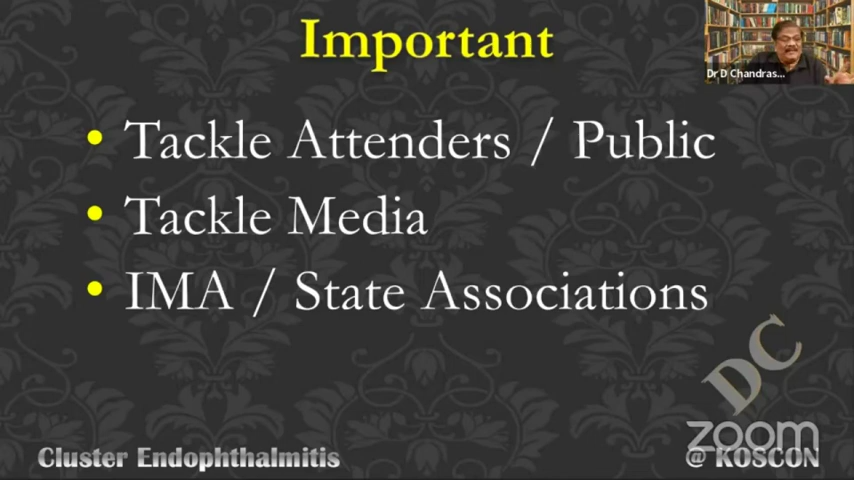 Important
Dr D Chandras...
• Tackle Attenders / Public
• Tackle Media
• IMA / State Associations
DC
zoom
Cluster Endophthalmitis
@ KOSCON